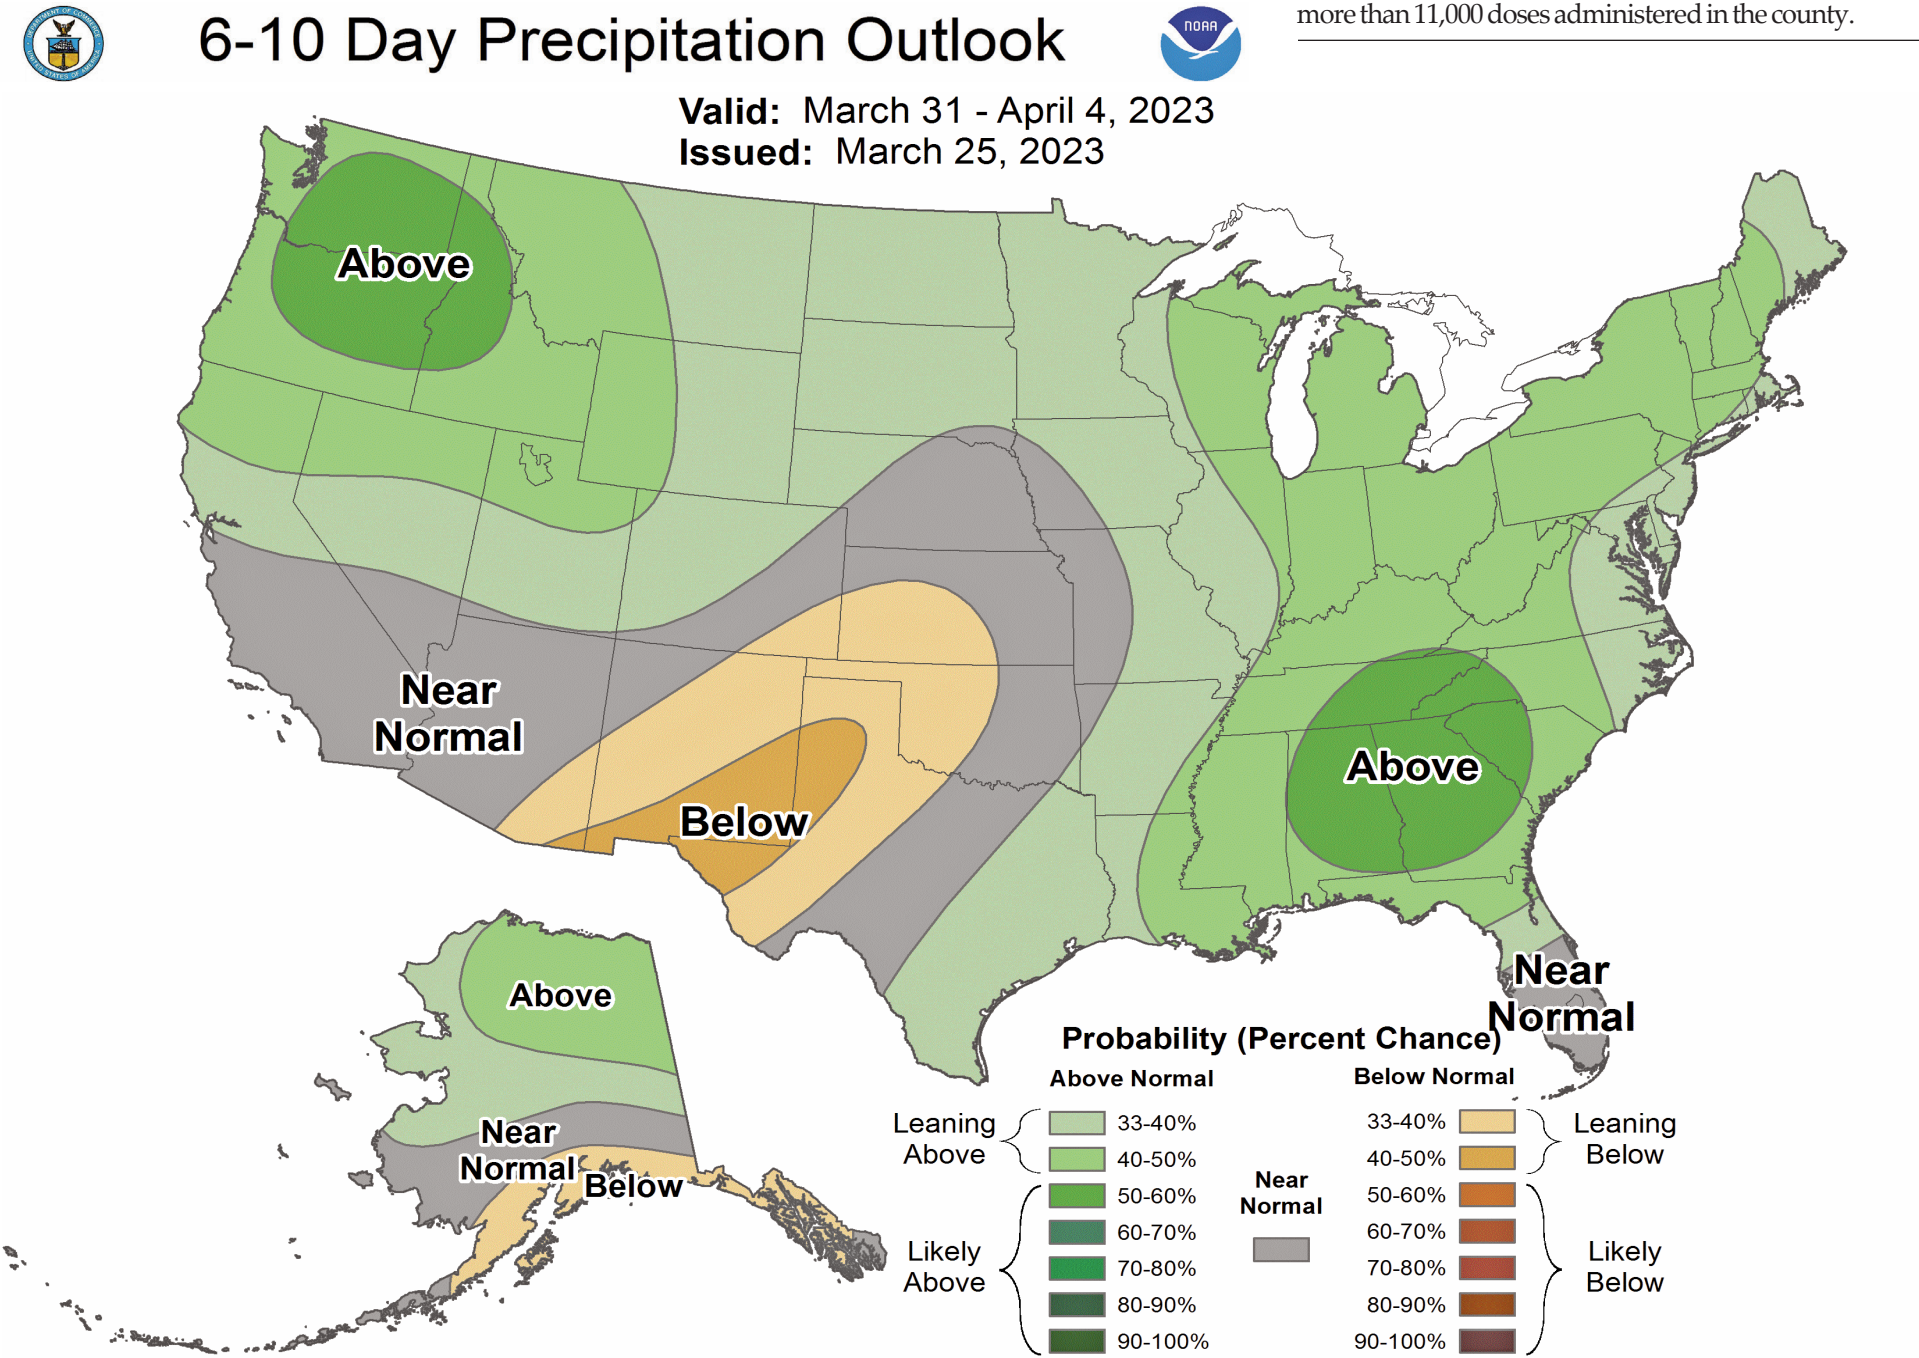 more than 11,000 doses administered in the county.
6-10 Day Precipitation Outlook
NOAA
Valid: March 31 - April 4, 2023
Issued: March 25, 2023
Above
Near
Normal
Below
Above
Near
Normal
Above
Near
Normal
Below
Probability (Percent Chance)
Above Normal
Below Normal
Leaning
Above
33-40%
40-50%
Likely
Above
50-60%
60-70%
70-80%
80-90%
90-100%
Near
Normal
33-40%
40-50%
Leaning
Below
50-60%
60-70%
70-80%
80-90%
90-100%
Likely
Below